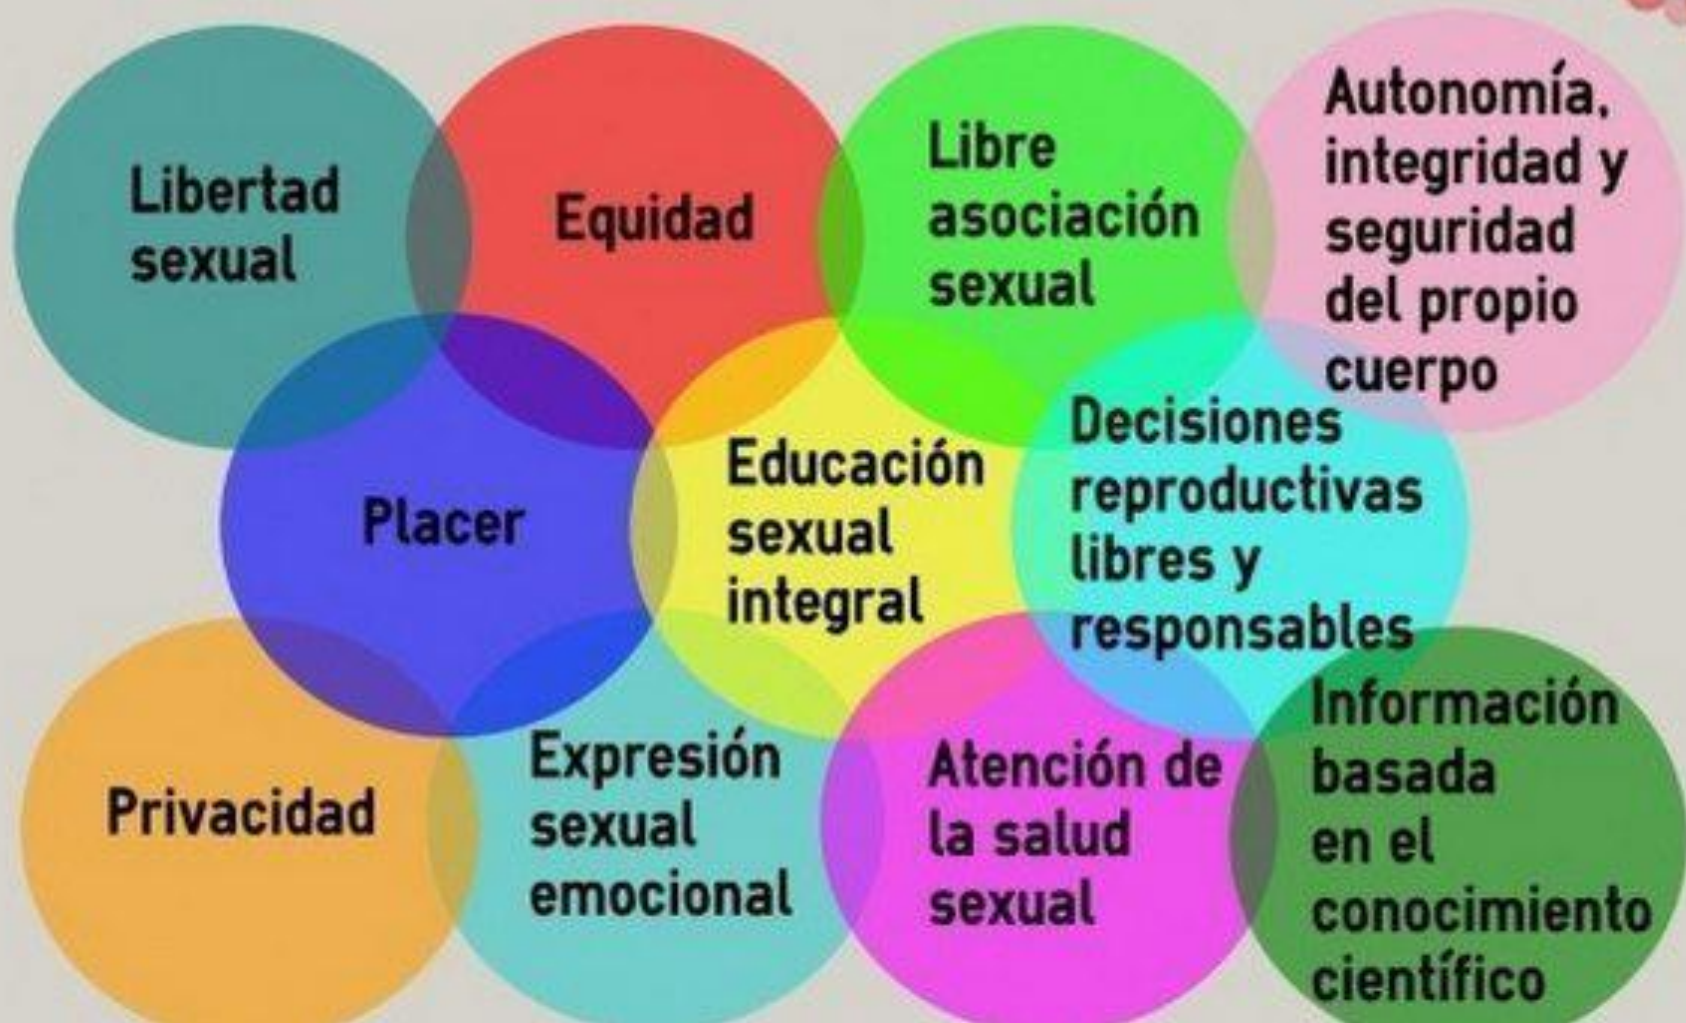 Libertad
sexual
Equidad
Libre
asociación
sexual
Autonomía,
integridad y
seguridad
del propio
cuerpo
Placer
Educación
sexual
integral
Decisiones
reproductivas
libres y
responsables
Privacidad
Expresión
sexual
emocional
Atención de
la salud
sexual
Información
basada
en el
conocimiento
científico